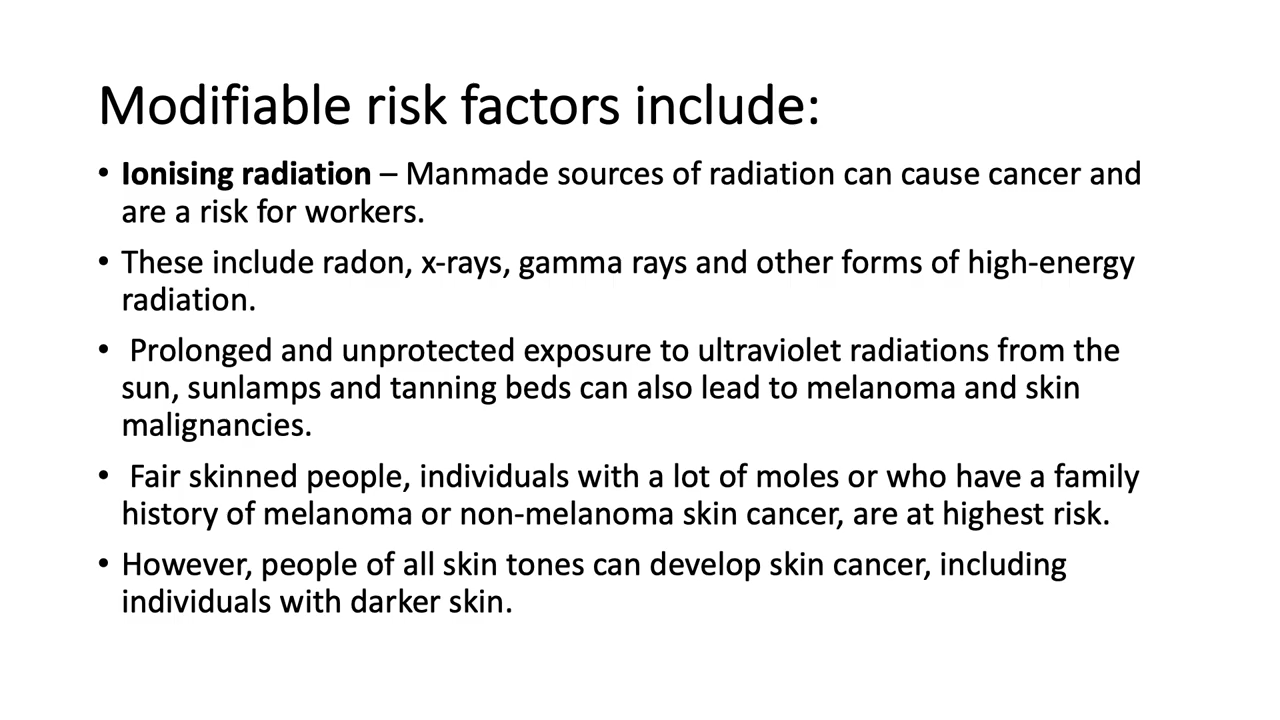 Modifiable risk factors include:
• Ionising radiation – Manmade sources of radiation can cause cancer and
are a risk for workers.
• These include radon, x-rays, gamma rays and other forms of high-energy
radiation.
• Prolonged and unprotected exposure to ultraviolet radiations from the
sun, sunlamps and tanning beds can also lead to melanoma and skin
malignancies.
• Fair skinned people, individuals with a lot of moles or who have a family
history of melanoma or non-melanoma skin cancer, are at highest risk.
• However, people of all skin tones can develop skin cancer, including
individuals with darker skin.